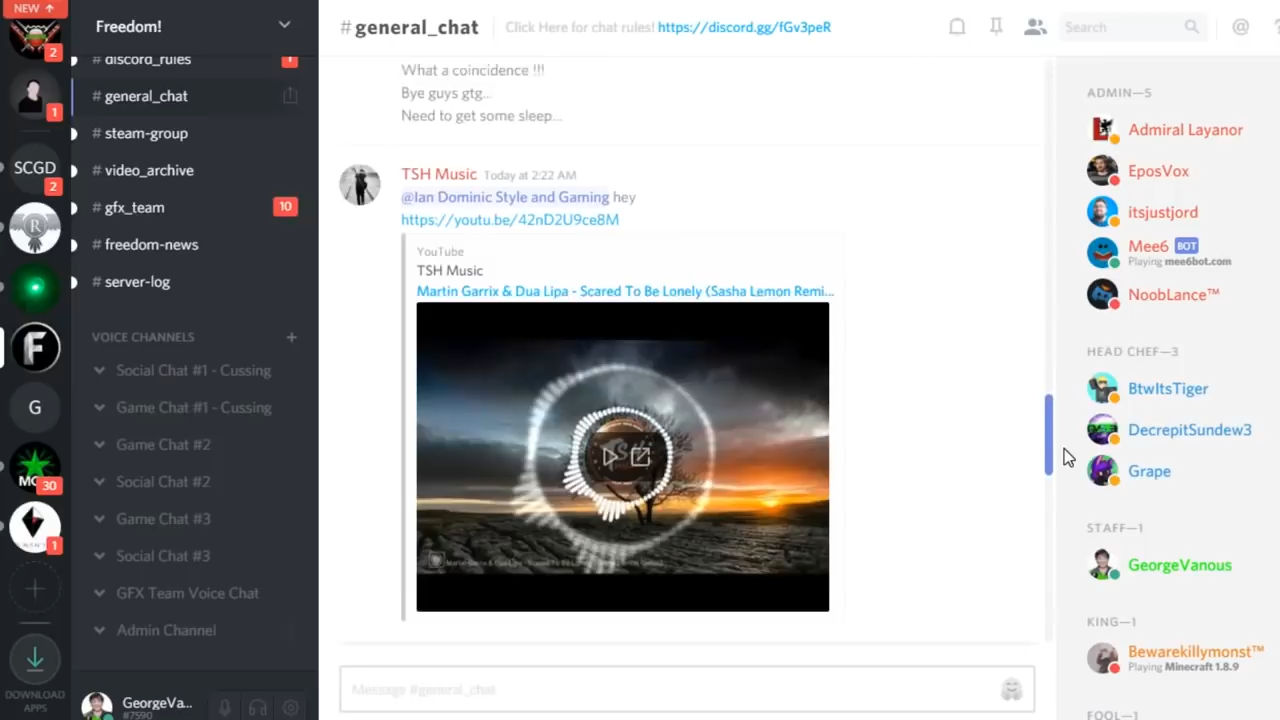 NEW ↑
2
1
SCGD
2
F
G
30
1
DOWNLOAD
APPS
Freedom!
# discord_rules
1
# general_chat
# steam-group
# video_archive
# gfx_team
10
# freedom-news
# server-log
VOICE CHANNELS
Social Chat #1 - Cussing
Game Chat #1 - Cussing
Game Chat #2
Social Chat #2
Game Chat #3
Social Chat #3
GFX Team Voice Chat
Admin Channel
GeorgeVa...
#7590
# general_chat
Click Here for chat rules! https://discord.gg/fGv3peR
Search
What a coincidence !!!
Bye guys gtg...
Need to get some sleep...
TSH Music Today at 2:22 AM
@Ian Dominic Style and Gaming hey
https://youtu.be/42nD2U9ce8M
YouTube
TSH Music
Martin Garrix & Dua Lipa - Scared To Be Lonely (Sasha Lemon Remi...
Message #general_chat
ADMIN—5
Admiral Layanor
EposVox
itsjustjord
Mee6 BOT
Playing mee6bot.com
NoobLance™
HEAD CHEF—3
BtwItsTiger
DecrepitSundew3
Grape
STAFF—1
GeorgeVanous
KING—1
Bewarekillymonst™
Playing Minecraft 1.8.9
FOOL—1